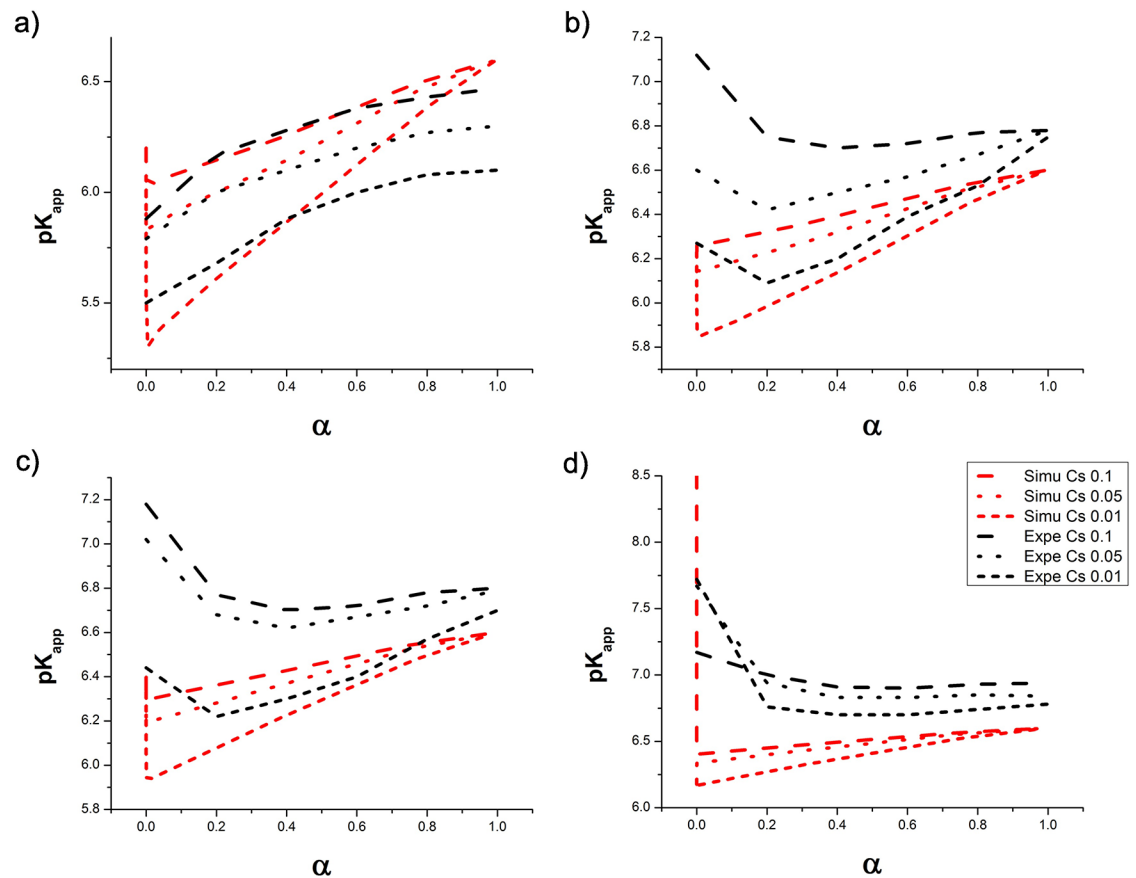 a)
6.5
6.0
5.5
pKapp
0.0 0.2 0.4 0.6 0.8 1.0
α
b)
7.2
7.0
6.8
6.6
6.4
6.2
6.0
5.8
pKapp
0.0 0.2 0.4 0.6 0.8 1.0
α
c)
7.2
7.0
6.8
6.6
6.4
6.2
6.0
5.8
pKapp
0.0 0.2 0.4 0.6 0.8 1.0
α
d)
8.5
8.0
7.5
7.0
6.5
6.0
pKapp
0.0 0.2 0.4 0.6 0.8 1.0
α
Simu Cs 0.1
Simu Cs 0.05
Simu Cs 0.01
Expe Cs 0.1
Expe Cs 0.05
Expe Cs 0.01